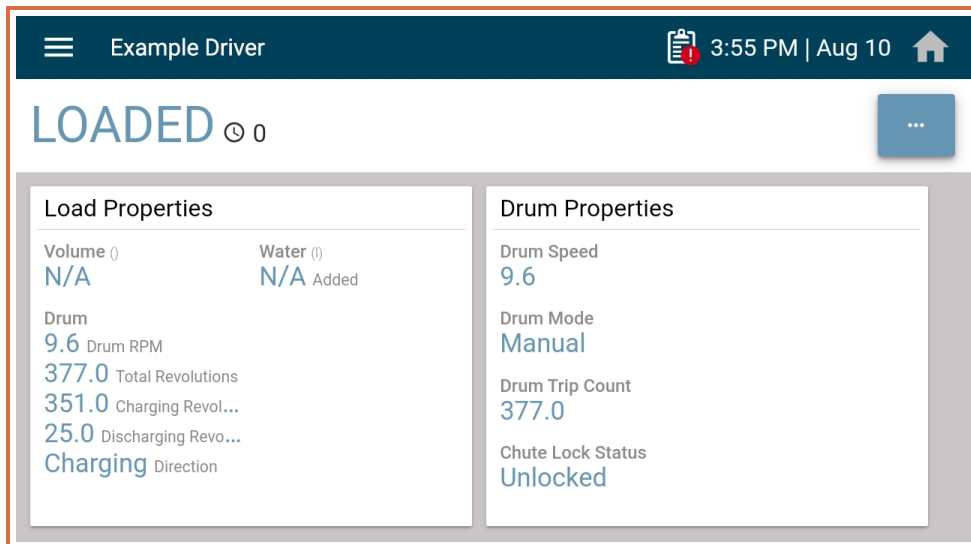 Example Driver
3:55 PM | Aug 10
LOADED 0
...
Load Properties
Volume ()
N/A
Water (l)
N/A Added
Drum
9.6 Drum RPM
377.0 Total Revolutions
351.0 Charging Revol...
25.0 Discharging Revo...
Charging Direction
Drum Properties
Drum Speed
9.6
Drum Mode
Manual
Drum Trip Count
377.0
Chute Lock Status
Unlocked